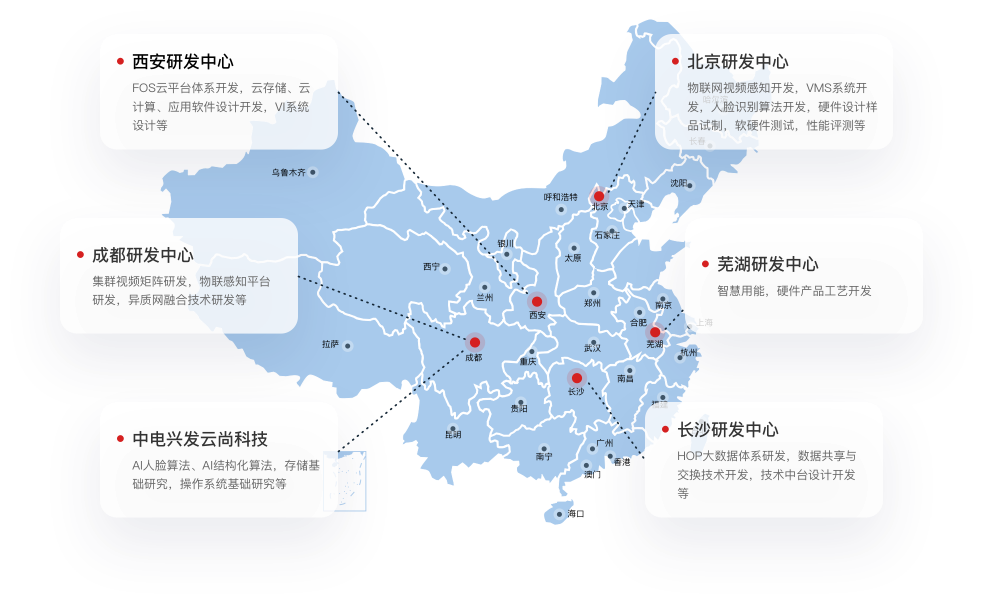 西安研发中心
FOS云平台体系开发，云存储、云
计算、应用软件设计开发，VI系统
设计等
北京研发中心
物联网视频感知开发，VMS系统开
发，人脸识别算法开发，硬件设计样
品试制，软硬件测试，性能评测等
长春
乌鲁木齐
沈阳
呼和浩特
北京
天津
石家庄
银川
太原
西宁
兰州
成都研发中心
集群视频矩阵研发，物联感知平台
研发，异质网融合技术研发等
芜湖研发中心
智慧用能，硬件产品工艺开发
郑州
西安
南京
合肥
上海
拉萨
成都
重庆
武汉
芜湖
杭州
南昌
长沙
贵阳
福建
昆明
南宁
广州
香港
澳门
海口
中电兴发云尚科技
AI人脸算法、AI结构化算法，存储基
础研究，操作系统基础研究等
长沙研发中心
HOP大数据体系研发，数据共享与
交换技术开发，技术中台设计开发
等